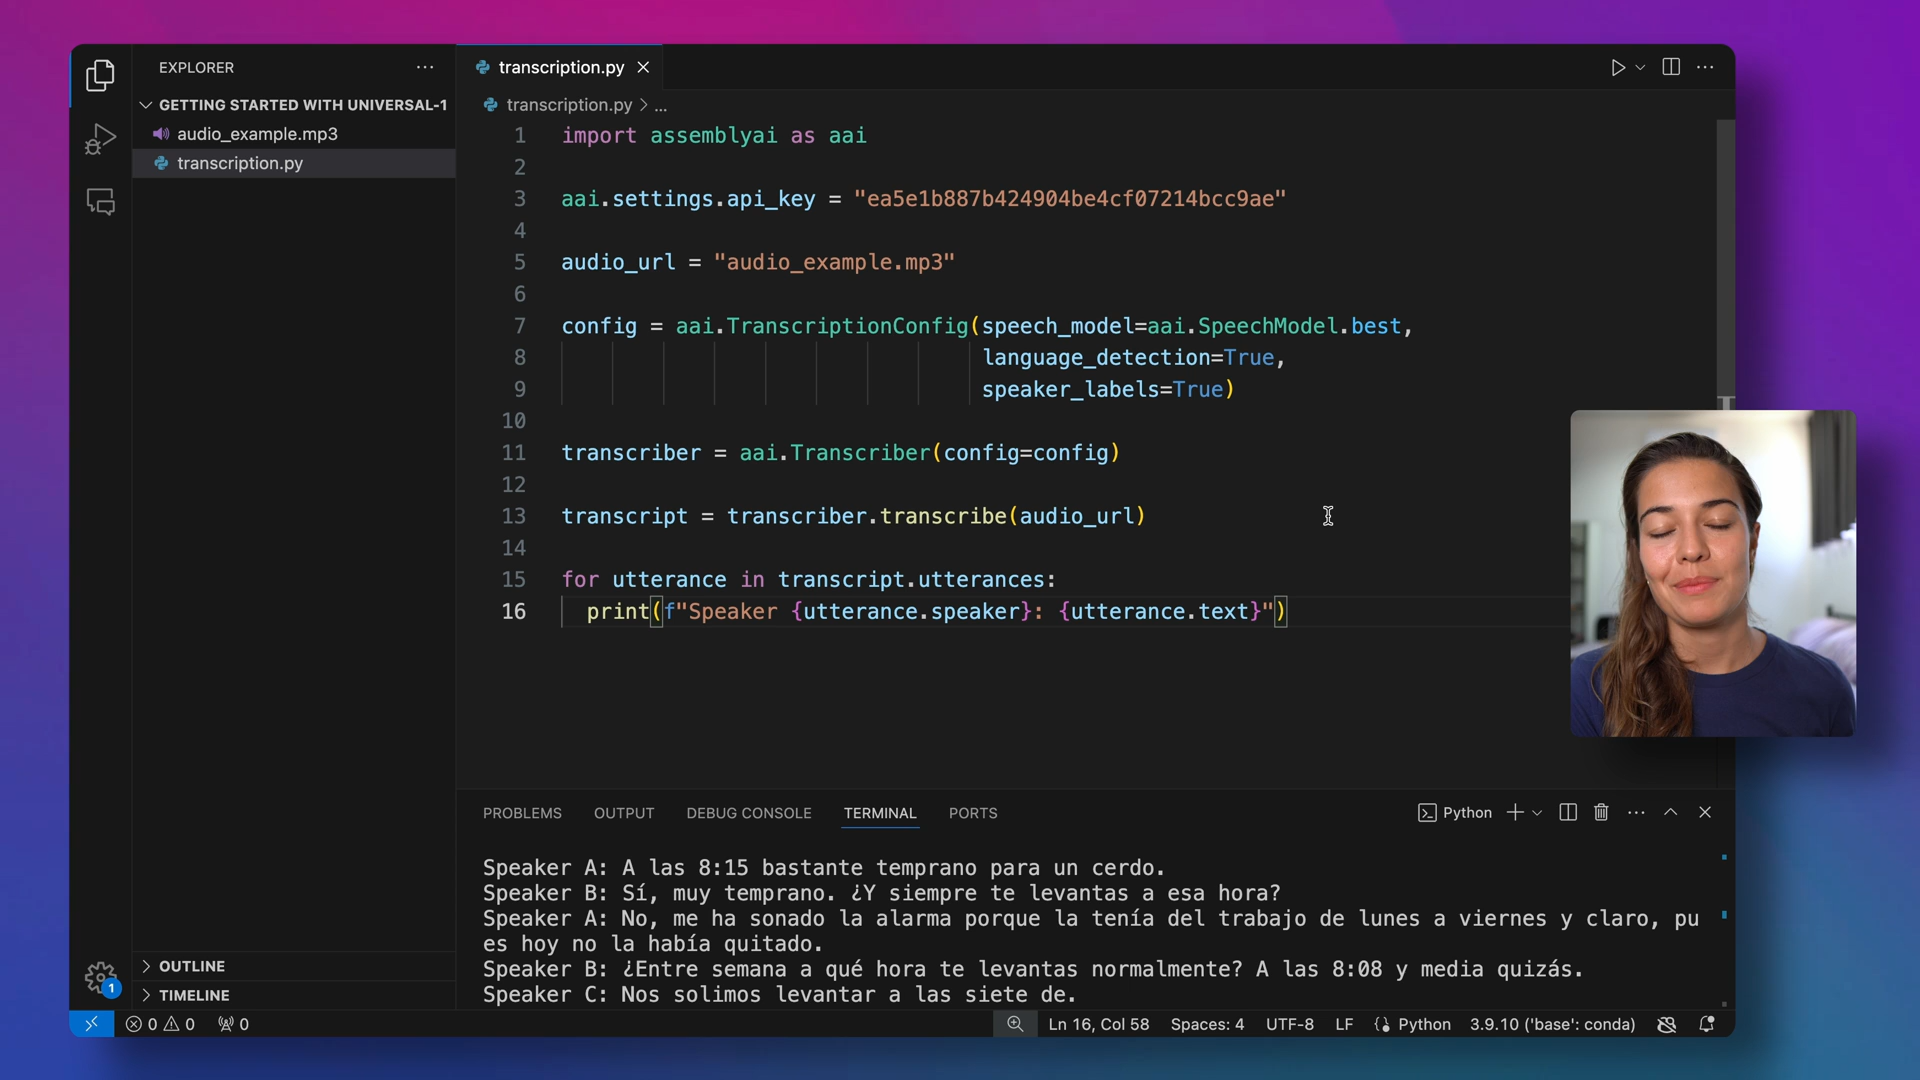 EXPLORER
GETTING STARTED WITH UNIVERSAL-1
audio_example.mp3
transcription.py
OUTLINE
TIMELINE
1
transcription.py
transcription.py > ...
1 import assemblyai as aai
2
3 aai.settings.api_key = "ea5e1b887b424904be4cf07214bcc9ae"
4
5 audio_url = "audio_example.mp3"
6
7 config = aai.TranscriptionConfig(speech_model=aai.SpeechModel.best,
8 language_detection=True,
9 speaker_labels=True)
10
11 transcriber = aai.Transcriber(config=config)
12
13 transcript = transcriber.transcribe(audio_url)
14
15 for utterance in transcript.utterances:
16 print(f"Speaker {utterance.speaker}: {utterance.text}")
PROBLEMS OUTPUT DEBUG CONSOLE TERMINAL PORTS Python
Speaker A: A las 8:15 bastante temprano para un cerdo.
Speaker B: Sí, muy temprano. ¿Y siempre te levantas a esa hora?
Speaker A: No, me ha sonado la alarma porque la tenía del trabajo de lunes a viernes y claro, pu
es hoy no la había quitado.
Speaker B: ¿Entre semana a qué hora te levantas normalmente? A las 8:08 y media quizás.
Speaker C: Nos solimos levantar a las siete de.
0 0 0 Ln 16, Col 58 Spaces: 4 UTF-8 LF {} Python 3.9.10 ('base': conda)